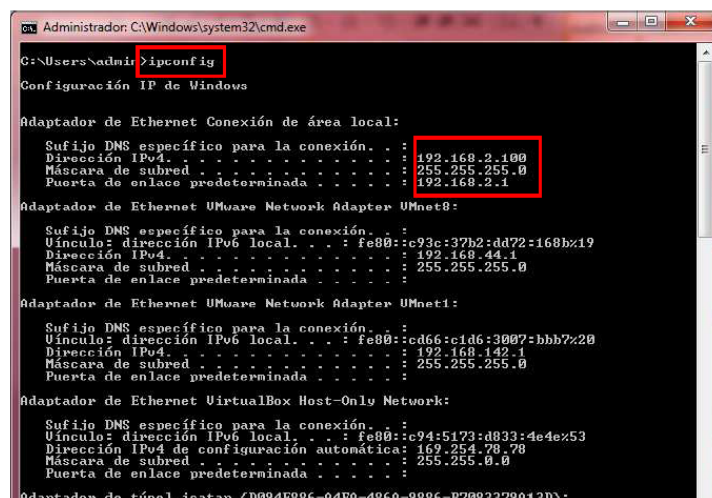 Administrador: C:\Windows\system32\cmd.exe
C:\Users\admin>ipconfig
Configuración IP de Windows
Adaptador de Ethernet Conexión de área local:
Sufijo DNS específico para la conexión. . :
Dirección IPv4. . . . . . . . . . . . . . : 192.168.2.100
Máscara de subred . . . . . . . . . . . . : 255.255.255.0
Puerta de enlace predeterminada . . . . . : 192.168.2.1
Adaptador de Ethernet VMware Network Adapter VMnet8:
Sufijo DNS específico para la conexión. . :
Vínculo: dirección IPv6 local. . . : fe80::c93c:37b2:dd72:168b%19
Dirección IPv4. . . . . . . . . . . . . . : 192.168.44.1
Máscara de subred . . . . . . . . . . . . : 255.255.255.0
Puerta de enlace predeterminada . . . . . :
Adaptador de Ethernet VMware Network Adapter VMnet1:
Sufijo DNS específico para la conexión. . :
Vínculo: dirección IPv6 local. . . : fe80::cd66:c1d6:3007:bbb7%20
Dirección IPv4. . . . . . . . . . . . . . : 192.168.142.1
Máscara de subred . . . . . . . . . . . . : 255.255.255.0
Puerta de enlace predeterminada . . . . . :
Adaptador de Ethernet VirtualBox Host-Only Network:
Sufijo DNS específico para la conexión. . :
Vínculo: dirección IPv6 local. . . : fe80::c94:5173:d833:4e4e%53
Dirección IPv4 de configuración automática: 169.254.78.78
Máscara de subred . . . . . . . . . . . . : 255.255.0.0
Puerta de enlace predeterminada . . . . . :
Adaptador de túnel isatap.